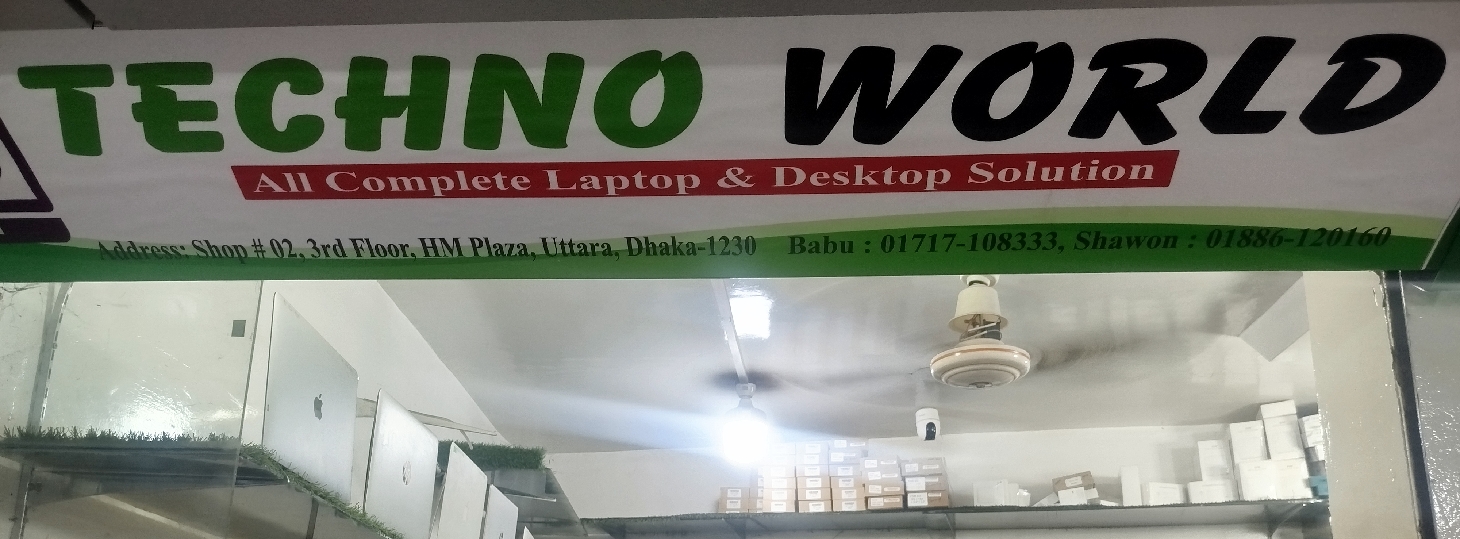 TECHNO WORLD
All Complete Laptop & Desktop Solution
Address: Shop # 02, 3rd Floor, HM Plaza, Uttara, Dhaka-1230 Babu : 01717-108333, Shawon : 01886-120160